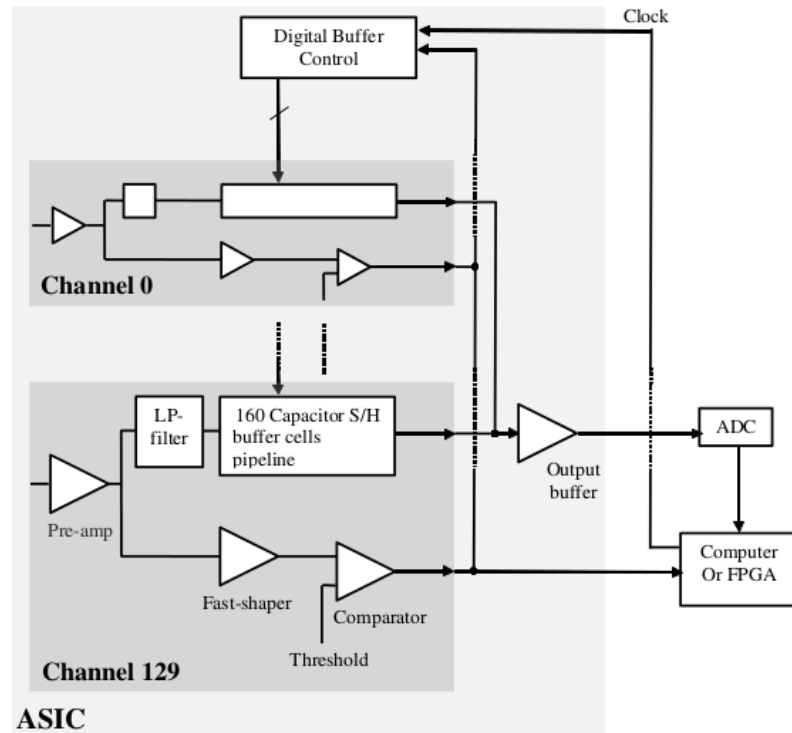 Clock
Digital Buffer
Control
Channel 0
LP-
filter
160 Capacitor S/H
buffer cells
pipeline
ADC
Output
buffer
Pre-amp
Computer
Or FPGA
Fast-shaper
Comparator
Threshold
Channel 129
ASIC